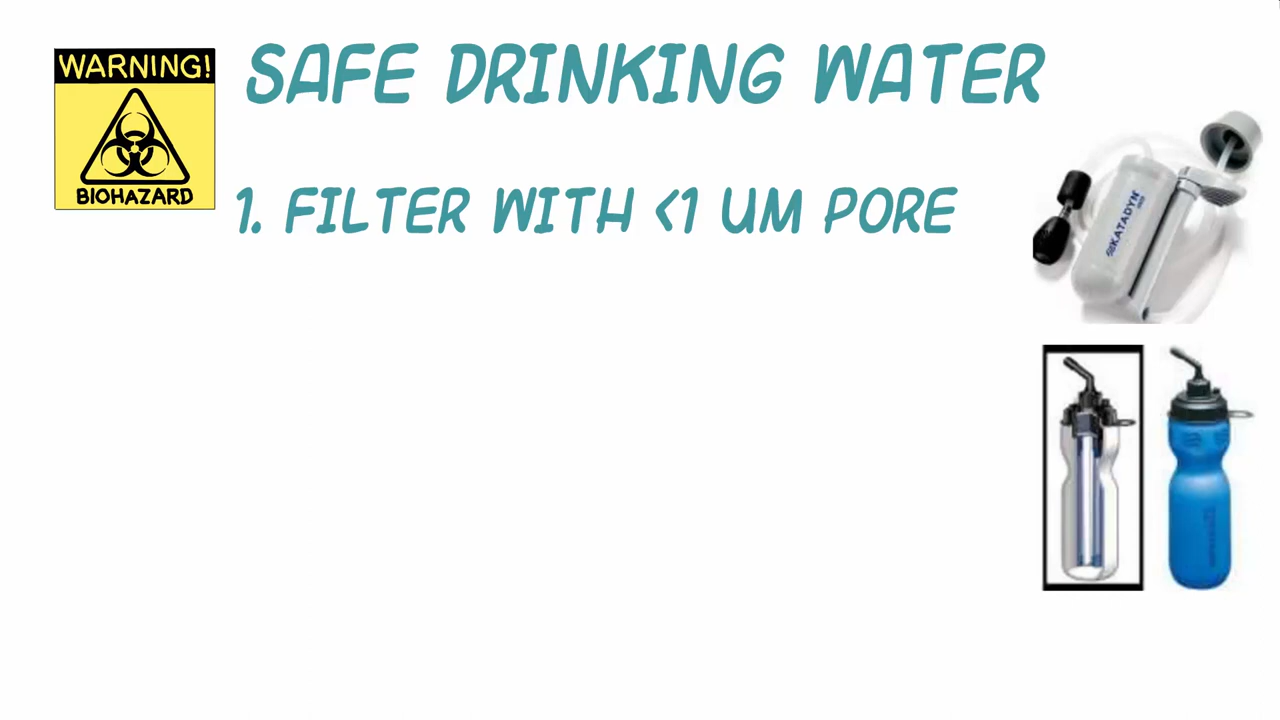 WARNING!
BIOHAZARD
SAFE DRINKING WATER
1. FILTER WITH <1 UM PORE
KATADYN